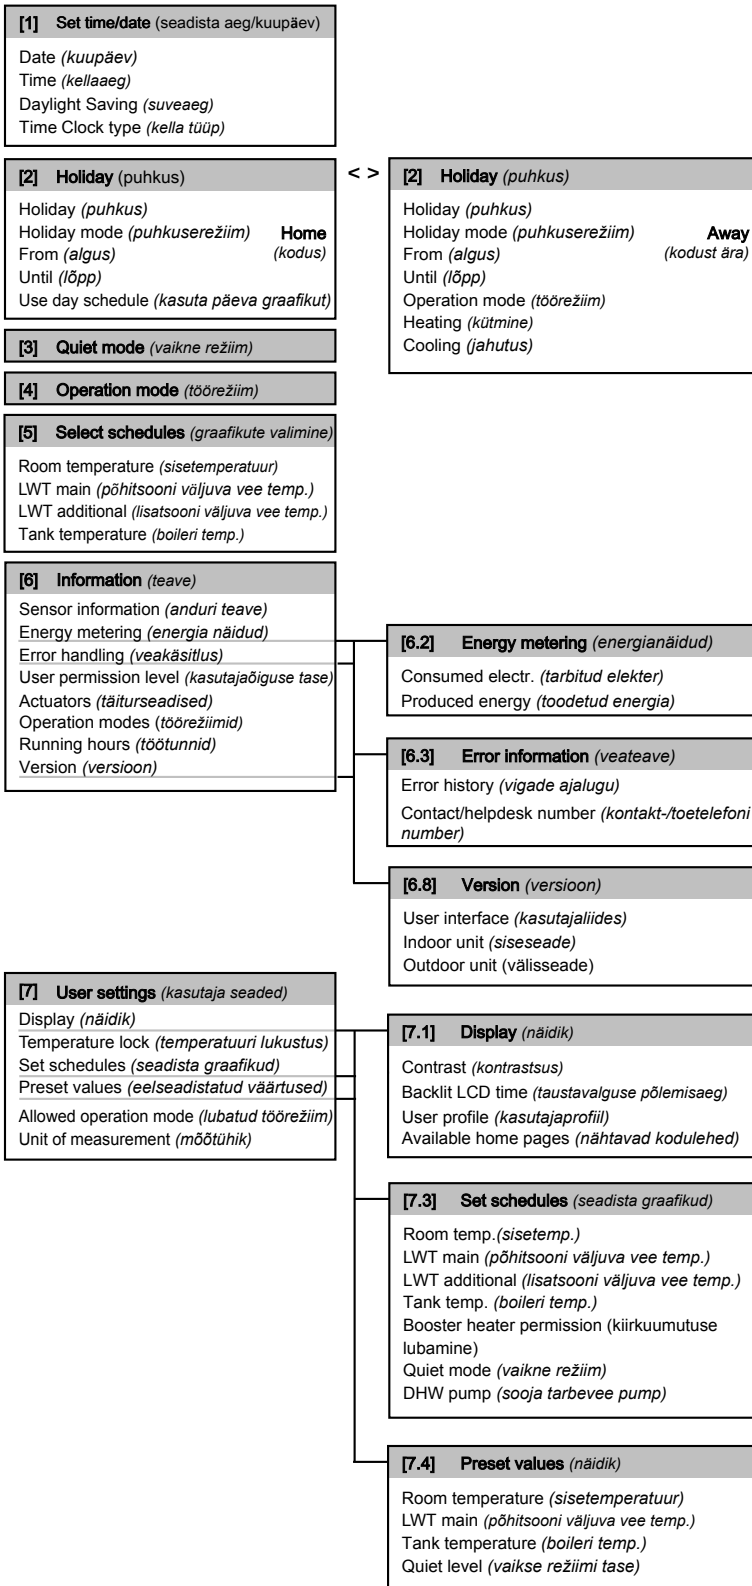 [1] Set time/date (seadista aeg/kuupäev)
Date (kuupäev)
Time (kellaaeg)
Daylight Saving (suveaeg)
Time Clock type (kella tüüp)
[2] Holiday (puhkus)
Holiday (puhkus)
Holiday mode (puhkuserežiim) Home
From (algus) (kodus)
Until (lõpp)
Use day schedule (kasuta päeva graafikut)
< >
[2] Holiday (puhkus)
Holiday (puhkus)
Holiday mode (puhkuserežiim) Away
From (algus) (kodust ära)
Until (lõpp)
Operation mode (töörežiim)
Heating (kütmine)
Cooling (jahutus)
[3] Quiet mode (vaikne režiim)
[4] Operation mode (töörežiim)
[5] Select schedules (graafikute valimine)
Room temperature (sisetemperatuur)
LWT main (põhitsooni väljuva vee temp.)
LWT additional (lisatsooni väljuva vee temp.)
Tank temperature (boileri temp.)
[6] Information (teave)
Sensor information (anduri teave)
Energy metering (energia näidud)
Error handling (veakäsitlus)
User permission level (kasutajaõiguse tase)
Actuators (täiturseadised)
Operation modes (töörežiimid)
Running hours (töötunnid)
Version (versioon)
[6.2] Energy metering (energianäidud)
Consumed electr. (tarbitud elekter)
Produced energy (toodetud energia)
[6.3] Error information (veateave)
Error history (vigade ajalugu)
Contact/helpdesk number (kontakt-/toetelefoni
number)
[6.8] Version (versioon)
User interface (kasutajaliides)
Indoor unit (siseseade)
Outdoor unit (välisseade)
[7] User settings (kasutaja seaded)
Display (näidik)
Temperature lock (temperatuuri lukustus)
Set schedules (seadista graafikud)
Preset values (eelseadistatud väärtused)
Allowed operation mode (lubatud töörežiim)
Unit of measurement (mõõtühik)
[7.1] Display (näidik)
Contrast (kontrastsus)
Backlit LCD time (taustavalguse põlemisaeg)
User profile (kasutajaprofiil)
Available home pages (nähtavad kodulehed)
[7.3] Set schedules (seadista graafikud)
Room temp.(sisetemp.)
LWT main (põhitsooni väljuva vee temp.)
LWT additional (lisatsooni väljuva vee temp.)
Tank temp. (boileri temp.)
Booster heater permission (kiirkuumutuse
lubamine)
Quiet mode (vaikne režiim)
DHW pump (sooja tarbevee pump)
[7.4] Preset values (näidik)
Room temperature (sisetemperatuur)
LWT main (põhitsooni väljuva vee temp.)
Tank temperature (boileri temp.)
Quiet level (vaikse režiimi tase)